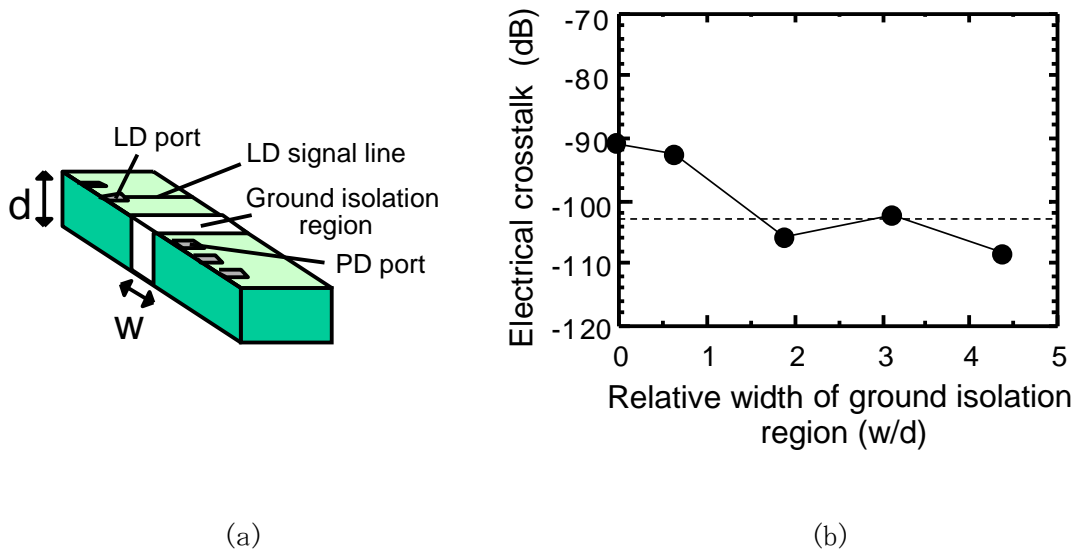 LD port
LD signal line
Ground isolation
region
PD port
d
w
(a)
Electrical crosstalk (dB)
-70
-80
-90
-100
-110
-120
0 1 2 3 4 5
Relative width of ground isolation
region (w/d)
(b)